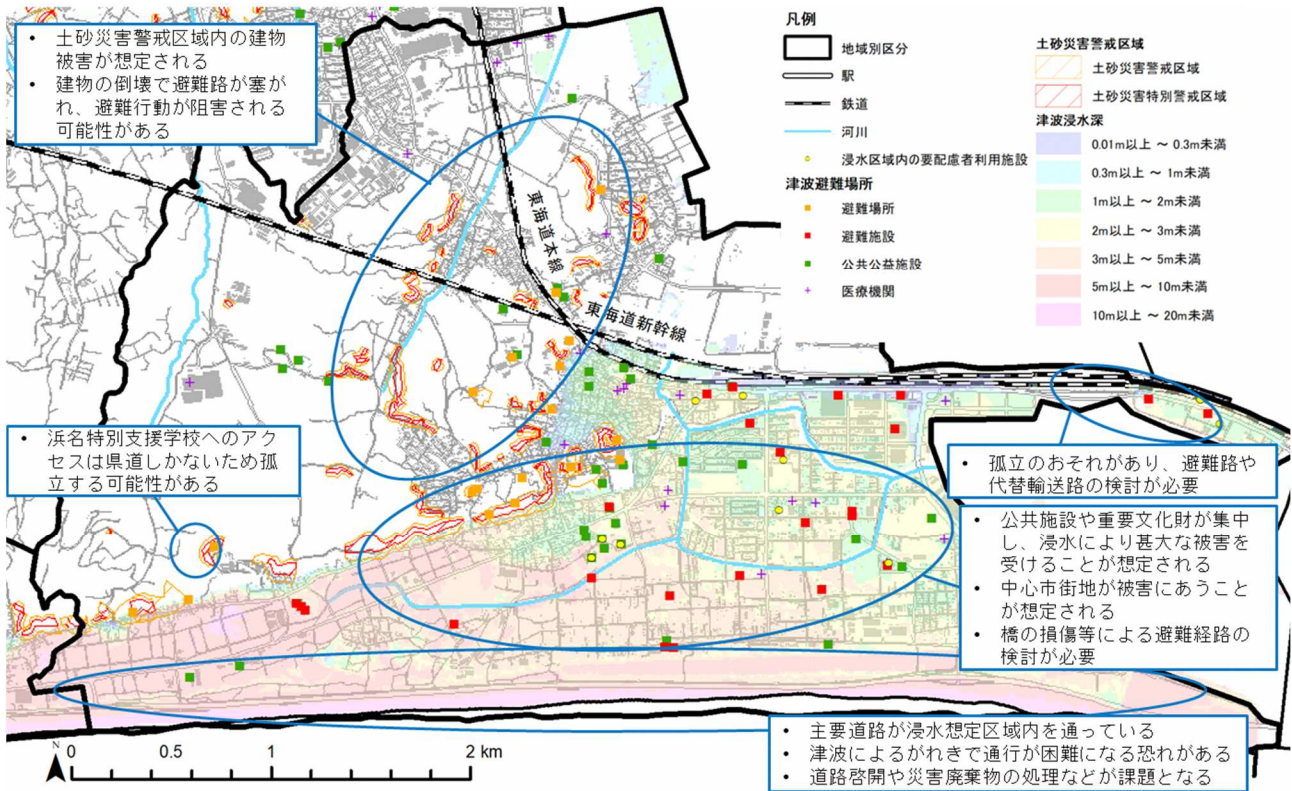 • 土砂災害警戒区域内の建物
被害が想定される
• 建物の倒壊で避難路が塞が
れ、避難行動が阻害される
可能性がある
凡例
地域別区分
駅
鉄道
河川
浸水区域内の要配慮者利用施設
津波避難場所
避難場所
避難施設
公共公益施設
医療機関
土砂災害警戒区域
土砂災害警戒区域
土砂災害特別警戒区域
津波浸水深
0.01m以上 ~ 0.3m未満
0.3m以上 ~ 1m未満
1m以上 ~ 2m未満
2m以上 ~ 3m未満
3m以上 ~ 5m未満
5m以上 ~ 10m未満
10m以上 ~ 20m未満
東海道本線
東海道新幹線
• 浜名特別支援学校へのアク
セスは県道しかないため孤
立する可能性がある
• 孤立のおそれがあり、避難路や
代替輸送路の検討が必要
• 公共施設や重要文化財が集中
し、浸水により甚大な被害を
受けることが想定される
• 中心市街地が被害にあうこと
が想定される
• 橋の損傷等による避難経路の
検討が必要
• 主要道路が浸水想定区域内を通っている
• 津波によるがれきで通行が困難になる恐れがある
• 道路啓開や災害廃棄物の処理などが課題となる
N
0 0.5 1 2 km